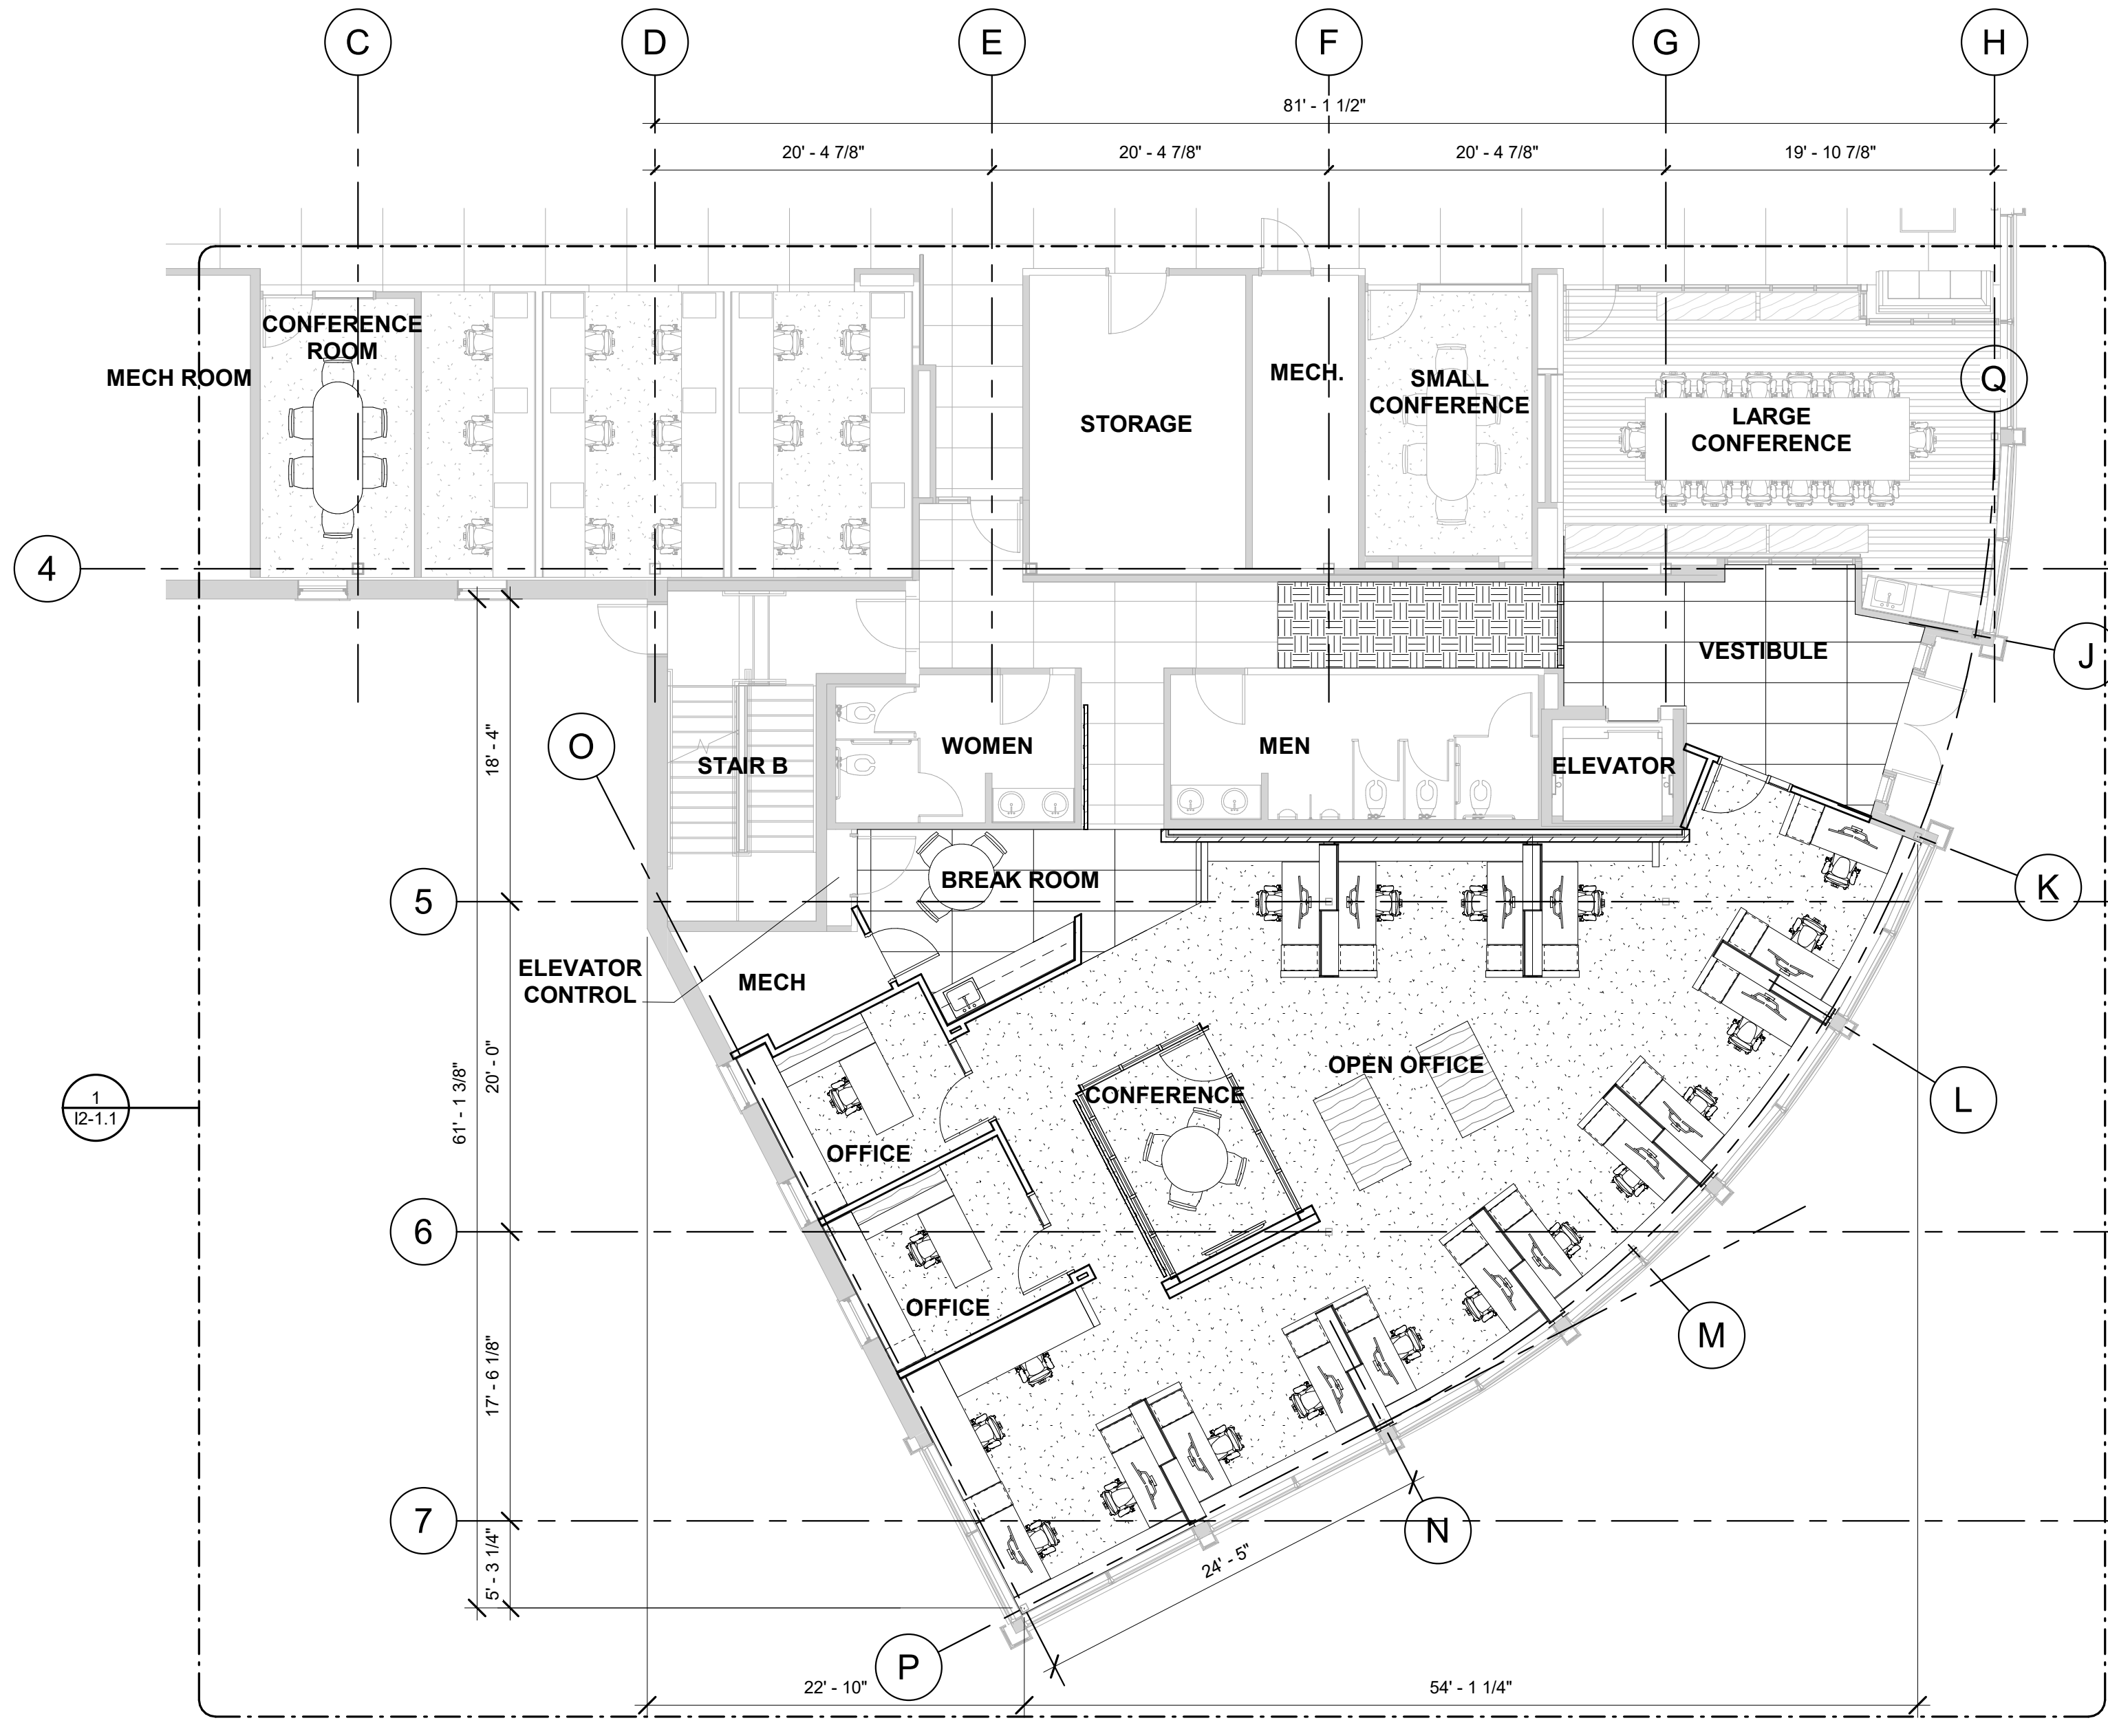 C
D
E
F
G
H
81' - 1 1/2"
20' - 4 7/8"
20' - 4 7/8"
20' - 4 7/8"
19' - 10 7/8"
CONFERENCE
ROOM
MECH ROOM
STORAGE
MECH.
SMALL
CONFERENCE
LARGE
CONFERENCE
Q
4
VESTIBULE
J
O
18' - 4"
STAIR B
WOMEN
MEN
ELEVATOR
BREAK ROOM
5
K
ELEVATOR
CONTROL
MECH
OPEN OFFICE
CONFERENCE
L
1
I2-1.1
61' - 1 3/8"
20' - 0"
OFFICE
6
OFFICE
M
17' - 6 1/8"
7
N
5' - 3 1/4"
24' - 5"
P
22' - 10"
54' - 1 1/4"